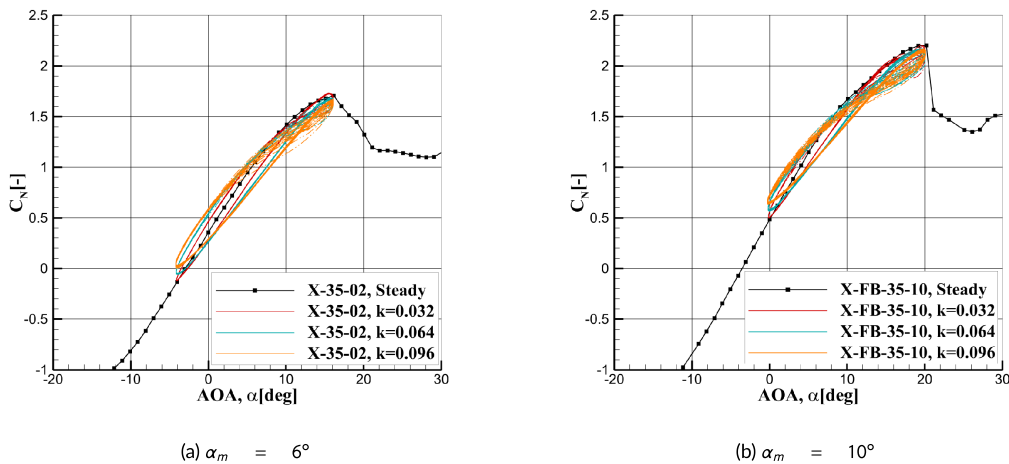 2.5
2
1.5
1
0.5
0
-0.5
-1
C_N[-]
-20
-10
0
10
20
30
AOA, α[deg]
X-35-02, Steady
X-35-02, k=0.032
X-35-02, k=0.064
X-35-02, k=0.096
(a) α_m = 6°
2.5
2
1.5
1
0.5
0
-0.5
-1
C_N[-]
-20
-10
0
10
20
30
AOA, α[deg]
X-FB-35-10, Steady
X-FB-35-10, k=0.032
X-FB-35-10, k=0.064
X-FB-35-10, k=0.096
(b) α_m = 10°